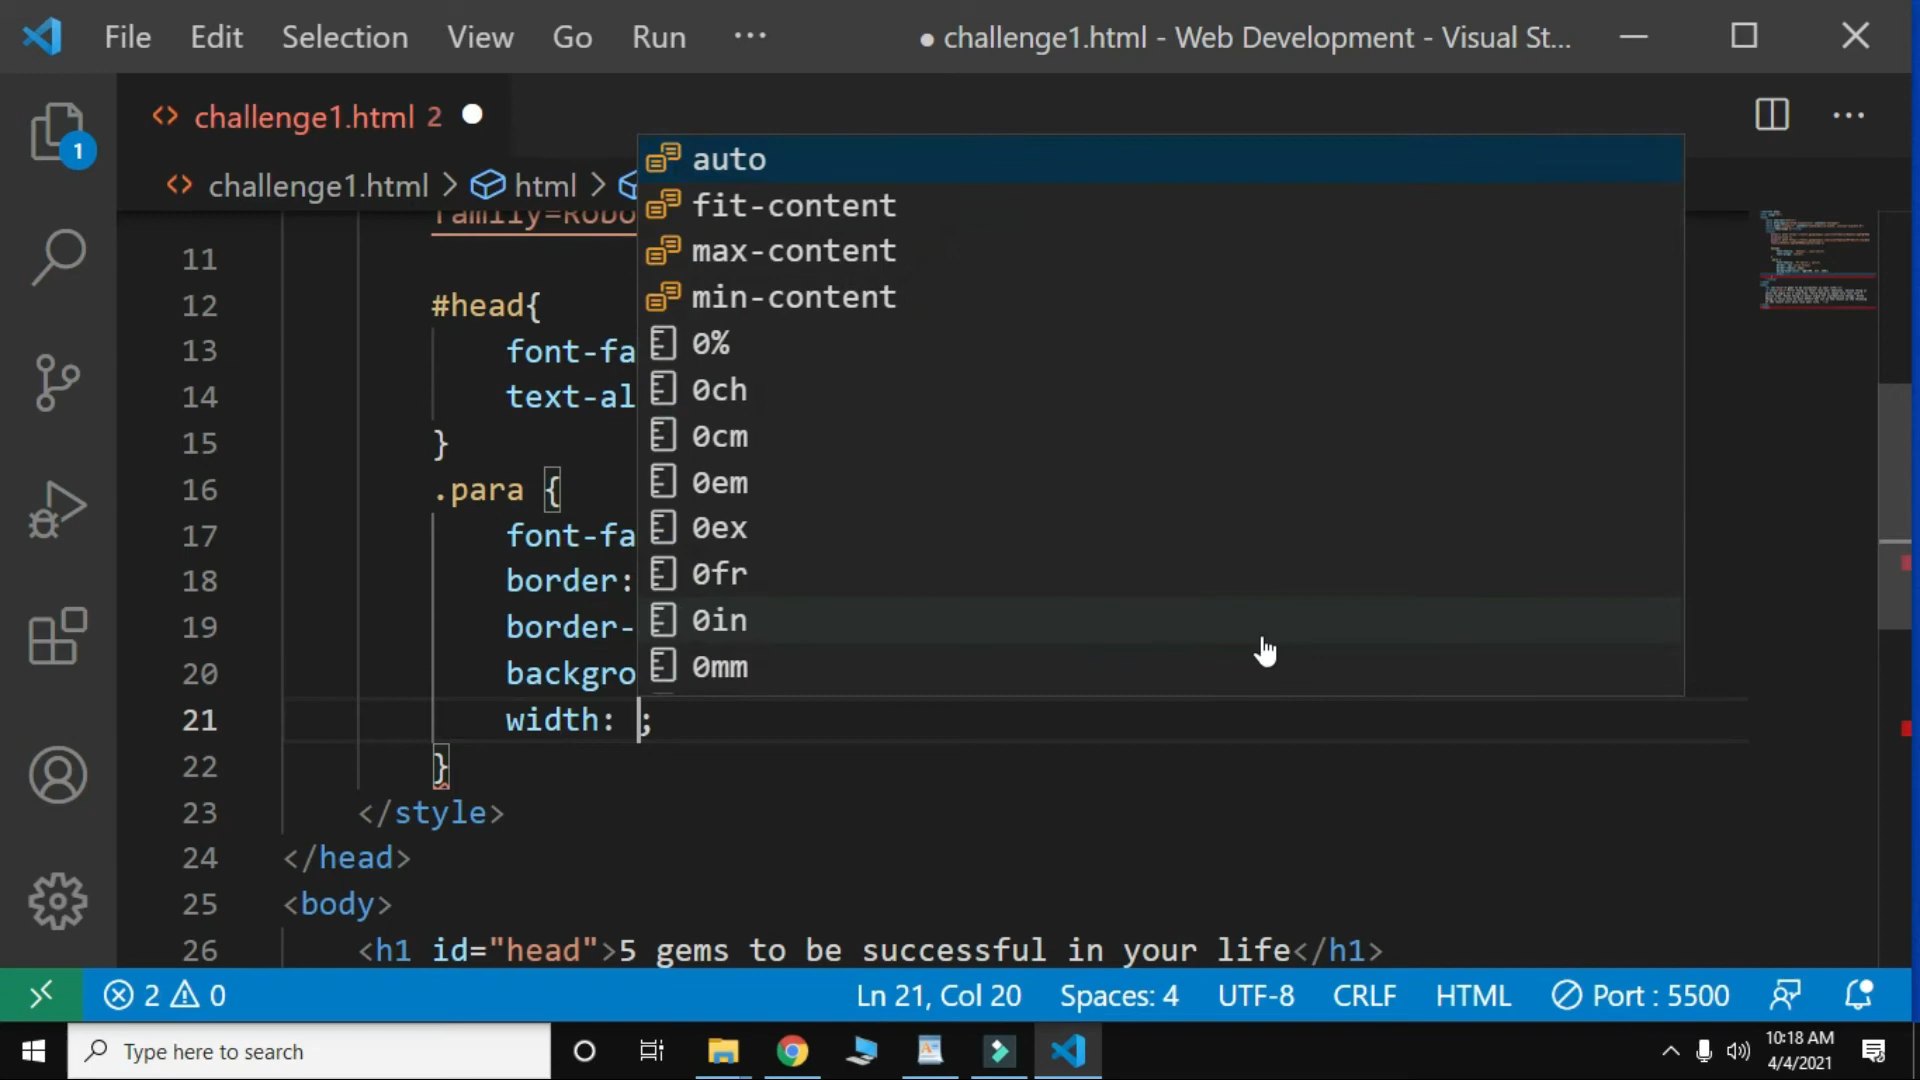 File Edit Selection View Go Run ··· ● challenge1.html - Web Development - Visual St...
challenge1.html 2
challenge1.html > html >
family=Robo
11
12 #head{
13 font-fa
14 text-al
15 }
16 .para {
17 font-fa
18 border:
19 border-
20 backgro
21 width: ;
22 }
23 </style>
24 </head>
25 <body>
26 <h1 id="head">5 gems to be successful in your life</h1>
auto
fit-content
max-content
min-content
0%
0ch
0cm
0em
0ex
0fr
0in
0mm
1
2 0 Ln 21, Col 20 Spaces: 4 UTF-8 CRLF HTML Port : 5500
Type here to search
10:18 AM
4/4/2021